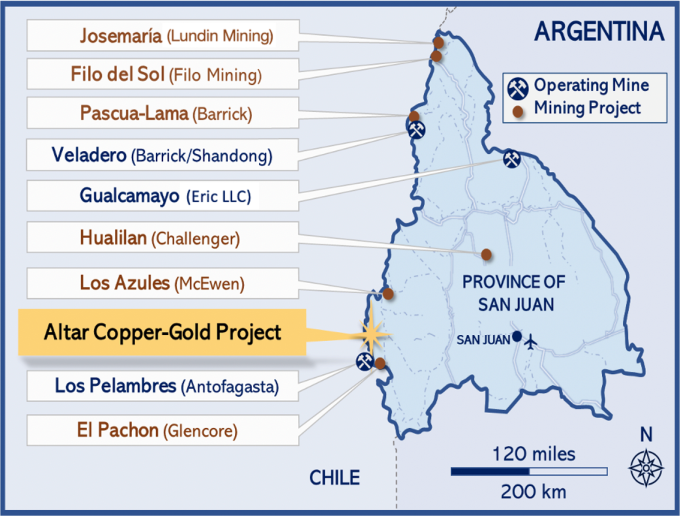 ARGENTINA
Josemaría (Lundin Mining)
Filo del Sol (Filo Mining)
Operating Mine
Mining Project
Pascua-Lama (Barrick)
Veladero (Barrick/Shandong)
Gualcamayo (Eric LLC)
Hualilan (Challenger)
Los Azules (McEwen)
PROVINCE OF
SAN JUAN
Altar Copper-Gold Project
SAN JUAN
Los Pelambres (Antofagasta)
El Pachon (Glencore)
CHILE
120 miles
200 km
N